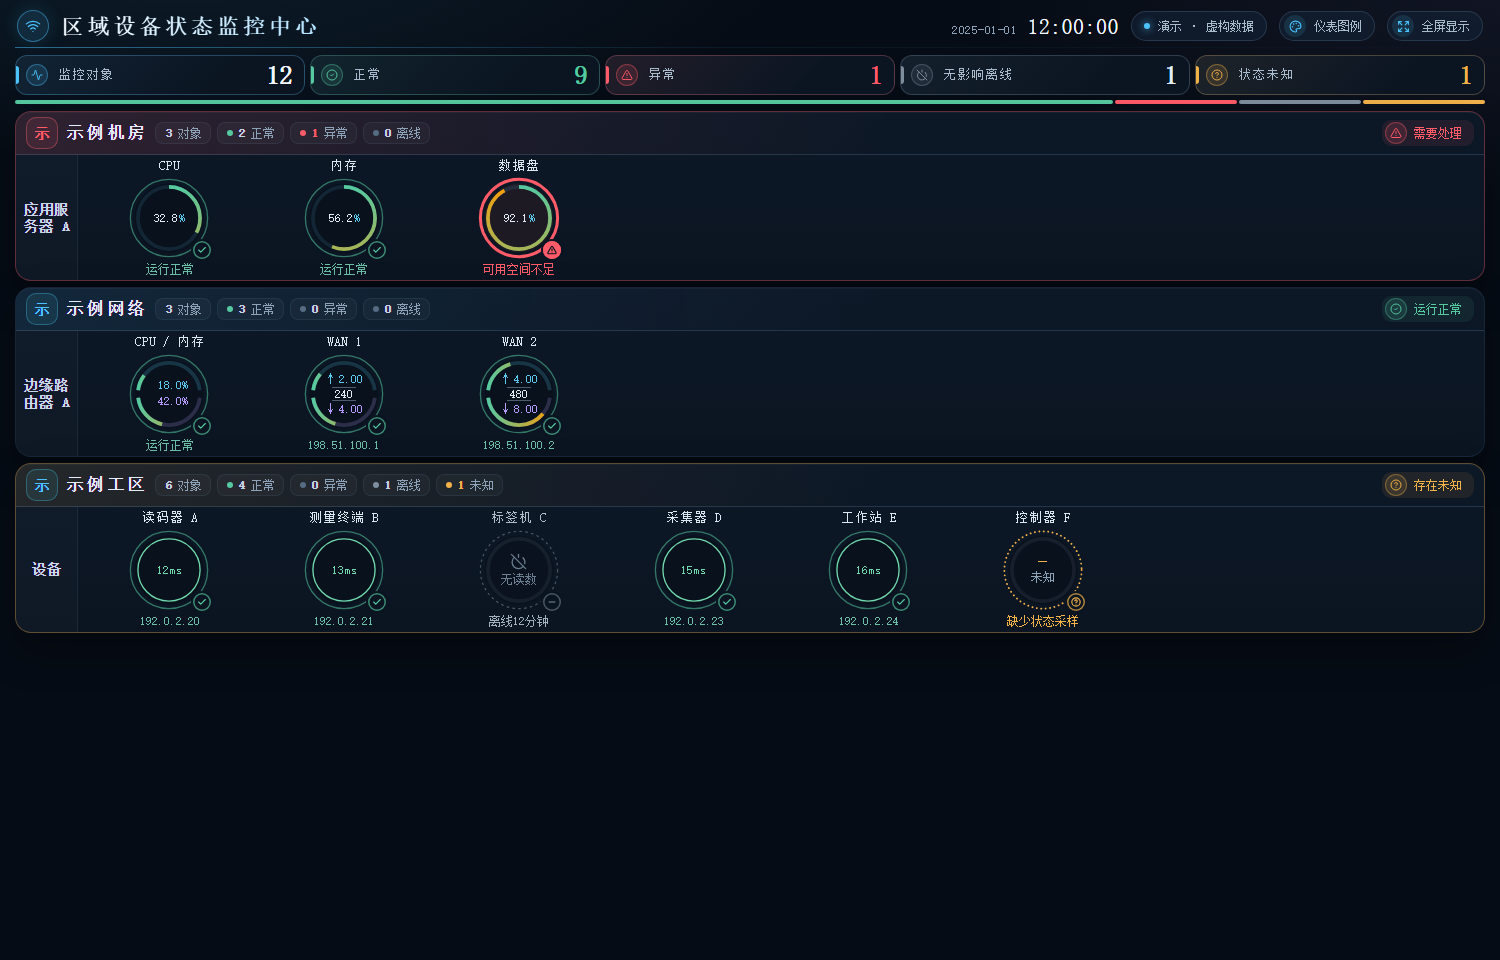 区域设备状态监控中心
2025-01-01 12:00:00 演示 · 虚构数据 仪表图例 全屏显示
监控对象 12 正常 9 异常 1 无影响离线 1 状态未知 1
示 示例机房 3 对象 2 正常 1 异常 0 离线 需要处理
CPU 内存 数据盘
应用服务器 A
32.8% 56.2% 92.1%
运行正常 运行正常 可用空间不足
示 示例网络 3 对象 3 正常 0 异常 0 离线 运行正常
CPU / 内存 WAN 1 WAN 2
边缘路由器 A
18.0% ↑ 2.00 ↑ 4.00
240 480
42.0% ↓ 4.00 ↓ 8.00
运行正常 198.51.100.1 198.51.100.2
示 示例工区 6 对象 4 正常 0 异常 1 离线 1 未知 存在未知
读码器 A 测量终端 B 标签机 C 采集器 D 工作站 E 控制器 F
设备
12ms 13ms 无读数 15ms 16ms — 未知
192.0.2.20 192.0.2.21 离线12分钟 192.0.2.23 192.0.2.24 缺少状态采样